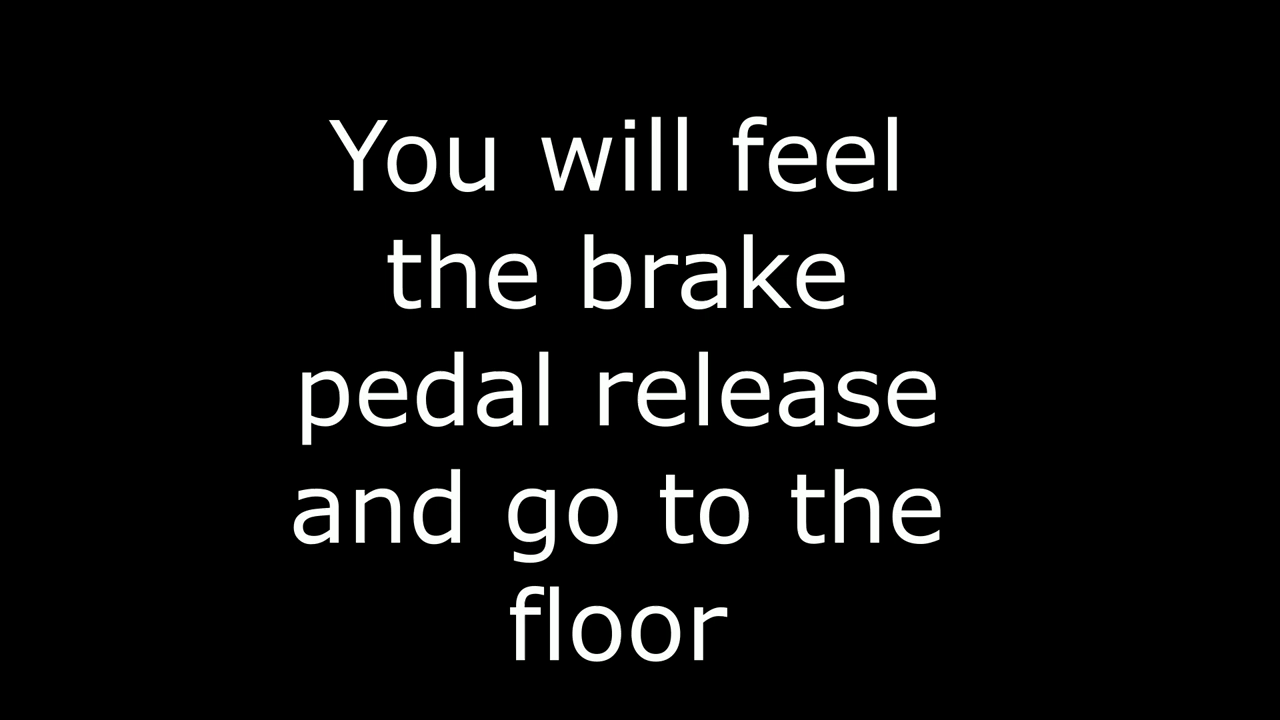 You will feel
the brake
pedal release
and go to the
floor